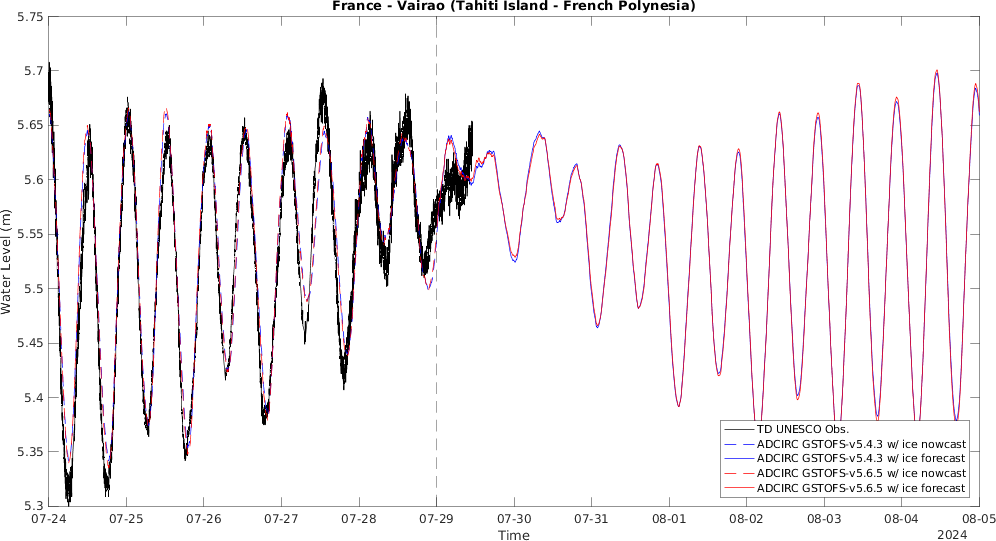 France - Vairao (Tahiti Island - French Polynesia)
5.75
5.7
5.65
5.6
5.55
5.5
5.45
5.4
5.35
5.3
Water Level (m)
TD UNESCO Obs.
ADCIRC GSTOFS-v5.4.3 w/ ice nowcast
ADCIRC GSTOFS-v5.4.3 w/ ice forecast
ADCIRC GSTOFS-v5.6.5 w/ ice nowcast
ADCIRC GSTOFS-v5.6.5 w/ ice forecast
07-24 07-25 07-26 07-27 07-28 07-29 07-30 07-31 08-01 08-02 08-03 08-04 08-05
Time
2024